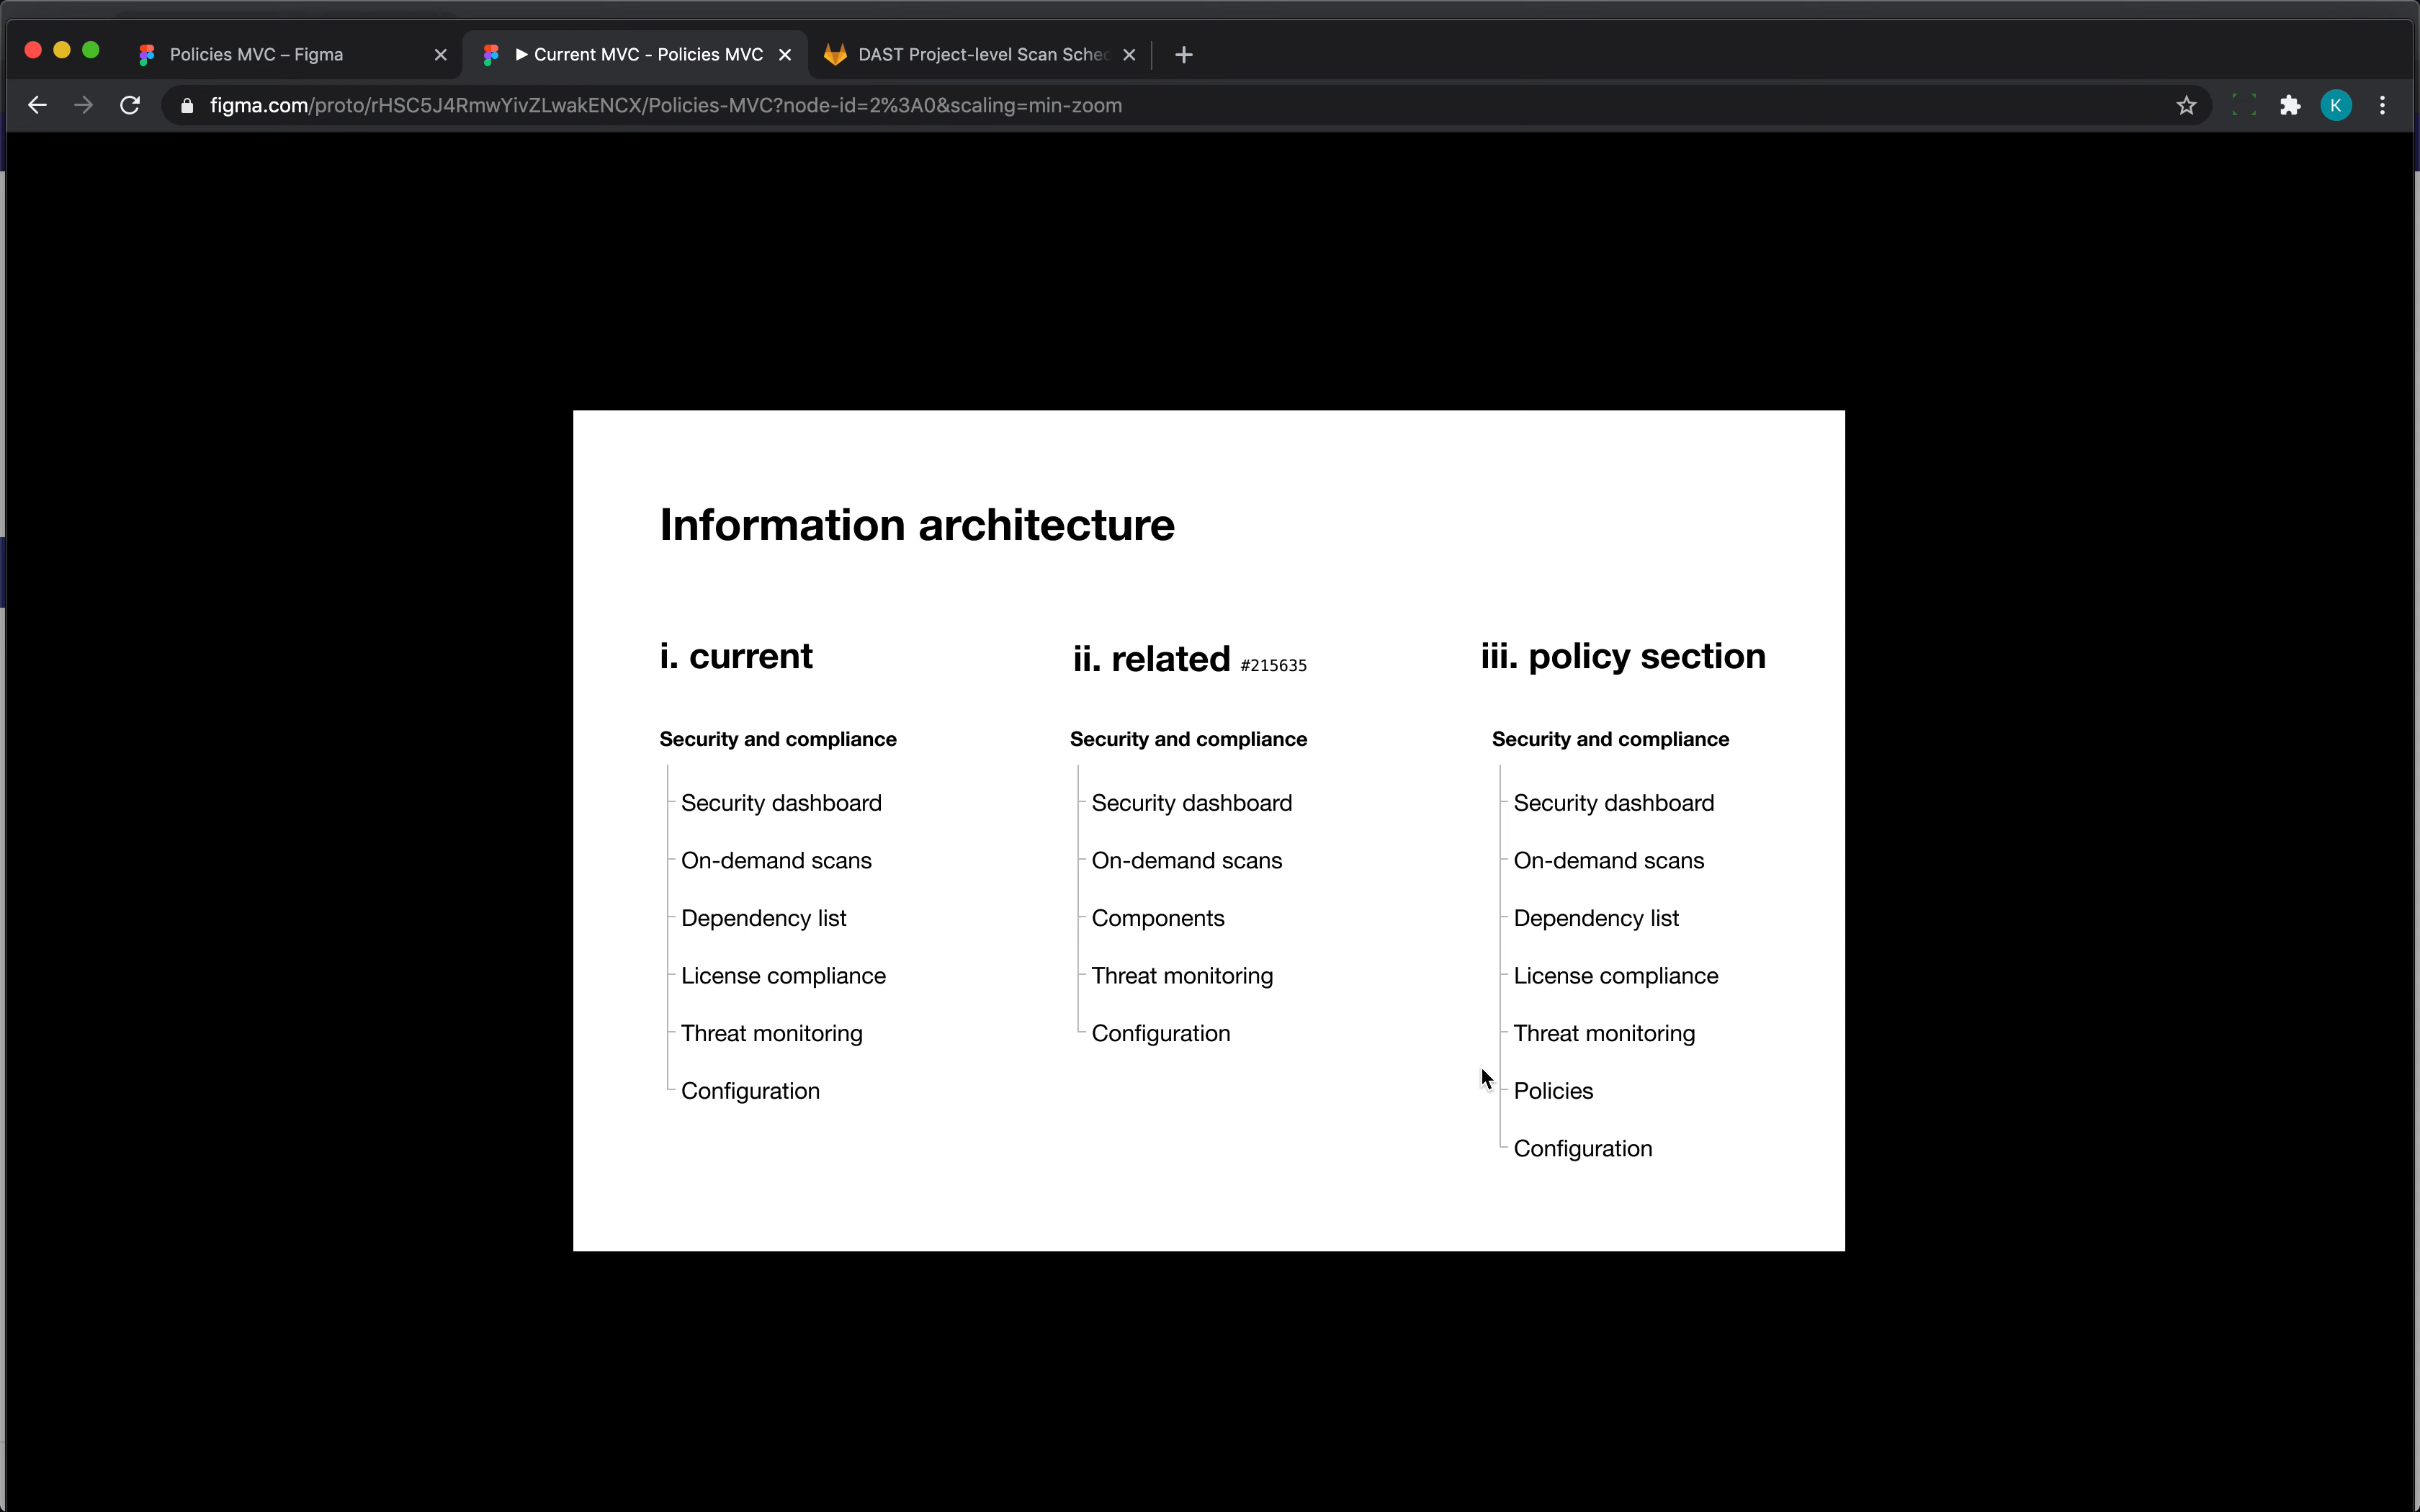 Policies MVC – Figma
▶ Current MVC - Policies MVC
DAST Project-level Scan Sched
figma.com/proto/rHSC5J4RmwYivZLwakENCX/Policies-MVC?node-id=2%3A0&scaling=min-zoom
K
Information architecture
i. current
Security and compliance
Security dashboard
On-demand scans
Dependency list
License compliance
Threat monitoring
Configuration
ii. related #215635
Security and compliance
Security dashboard
On-demand scans
Components
Threat monitoring
Configuration
iii. policy section
Security and compliance
Security dashboard
On-demand scans
Dependency list
License compliance
Threat monitoring
Policies
Configuration